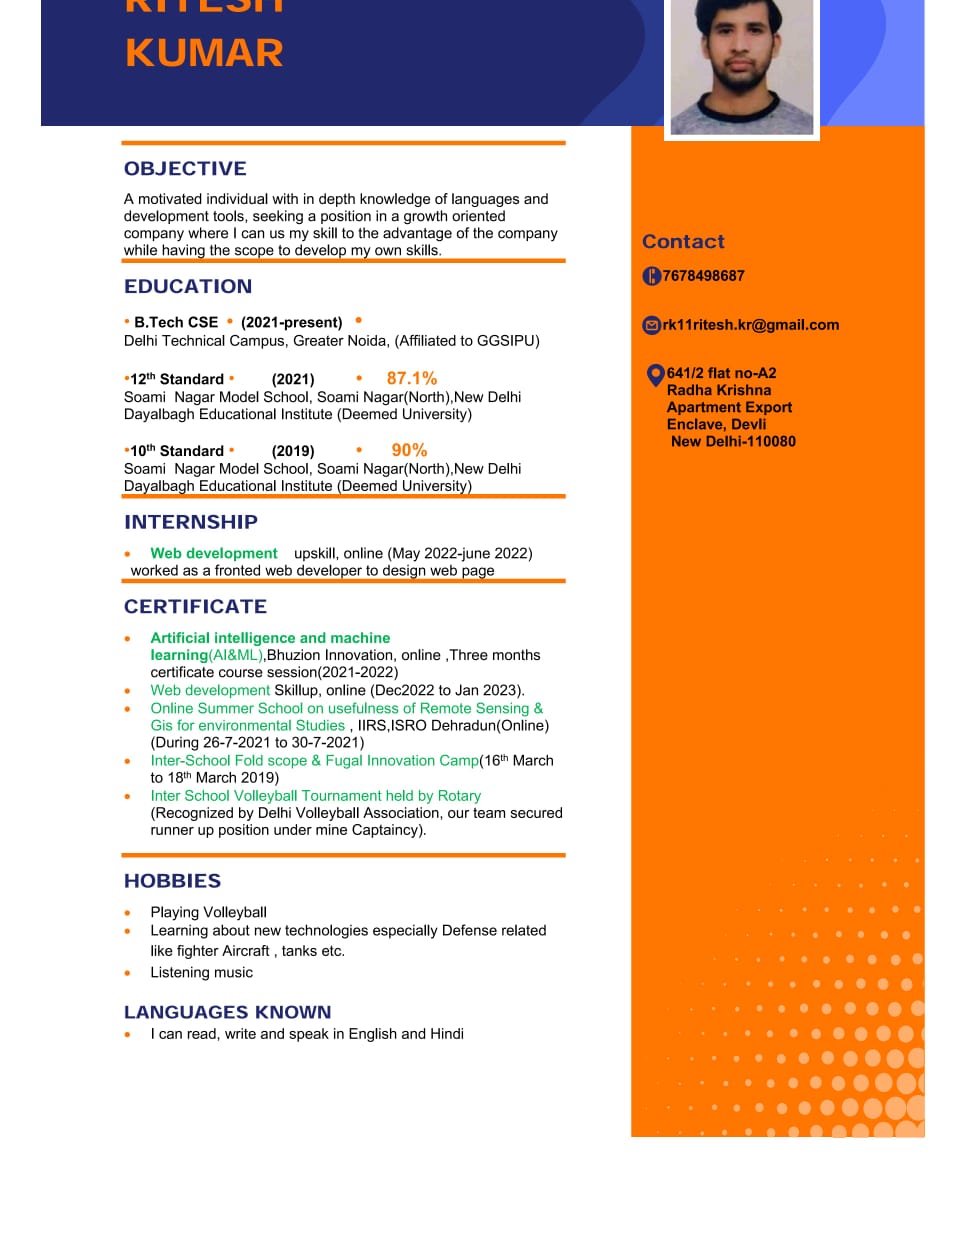 RITESH
KUMAR
OBJECTIVE
A motivated individual with in depth knowledge of languages and
development tools, seeking a position in a growth oriented
company where I can us my skill to the advantage of the company
while having the scope to develop my own skills.
EDUCATION
• B.Tech CSE • (2021-present) •
Delhi Technical Campus, Greater Noida, (Affiliated to GGSIPU)
•12th Standard • (2021) • 87.1%
Soami Nagar Model School, Soami Nagar(North),New Delhi
Dayalbagh Educational Institute (Deemed University)
•10th Standard • (2019) • 90%
Soami Nagar Model School, Soami Nagar(North),New Delhi
Dayalbagh Educational Institute (Deemed University)
INTERNSHIP
• Web development upskill, online (May 2022-june 2022)
worked as a fronted web developer to design web page
CERTIFICATE
• Artificial intelligence and machine
learning(AI&ML),Bhuzion Innovation, online ,Three months
certificate course session(2021-2022)
• Web development Skillup, online (Dec2022 to Jan 2023).
• Online Summer School on usefulness of Remote Sensing &
Gis for environmental Studies , IIRS,ISRO Dehradun(Online)
(During 26-7-2021 to 30-7-2021)
• Inter-School Fold scope & Fugal Innovation Camp(16th March
to 18th March 2019)
• Inter School Volleyball Tournament held by Rotary
(Recognized by Delhi Volleyball Association, our team secured
runner up position under mine Captaincy).
HOBBIES
• Playing Volleyball
• Learning about new technologies especially Defense related
like fighter Aircraft , tanks etc.
• Listening music
LANGUAGES KNOWN
• I can read, write and speak in English and Hindi
Contact
7678498687
rk11ritesh.kr@gmail.com
641/2 flat no-A2
Radha Krishna
Apartment Export
Enclave, Devli
New Delhi-110080